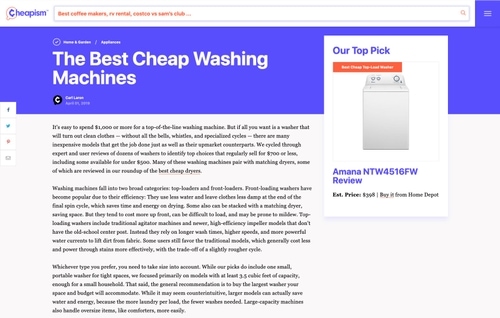 Cheapism
Best coffee makers, rv rental, costco vs sam's club ...
Home & Garden / Appliances
The Best Cheap Washing
Machines
Gori Laren
April 01, 2019
It's easy to spend $1,000 or more for a top-of-the-line washing machine. But if all you want is a washer that
will turn out clean clothes — without all the bells, whistles, and specialized cycles — there are many
inexpensive models that get the job done just as well as their upmarket counterparts. We cycled through
expert and user reviews of dozens of washers to identify top choices that regularly sell for $700 or less,
including some available for under $500. Many of these washing machines pair with matching dryers, some
of which are reviewed in our roundup of the best cheap dryers.
Washing machines fall into two broad categories: top-loaders and front-loaders. Front-loading washers have
become popular due to their efficiency: They use less water and leave clothes less damp at the end of the
final spin cycle, which saves time and energy on drying. Some also can be stacked with a matching dryer,
saving space. But they tend to cost more up front, can be difficult to load, and may be prone to mildew. Top-
loading washers include traditional agitator machines and newer, high-efficiency impeller models that don't
have the old-school center post. Instead they rely on longer wash times, higher speeds, and more powerful
water currents to lift dirt from fabric. Some users still favor the traditional models, which generally cost less
and power through stains more effectively, with the trade-off of a slightly rougher cycle.
Whichever type you prefer, you need to take size into account. While our picks do include one small,
portable washer for tight spaces, we focused primarily on models with at least 3.5 cubic feet of capacity,
enough for a small household. That said, the general recommendation is to buy the largest washer your
space and budget will accommodate. While it may seem counterintuitive, larger models can actually save
water and energy, because the more laundry per load, the fewer washes needed. Large-capacity machines
also handle oversize items, like comforters, more easily.
Our Top Pick
Best Cheap Top-Load Washer
Amana NTW4516FW
Review
Est. Price: $398 | Buy it from Home Depot